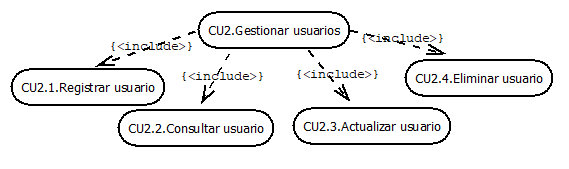 CU2.Gestionar usuarios
{<include>}
{<include>}
{<include>}
{<include>}
CU2.1.Registrar usuario
CU2.4.Eliminar usuario
CU2.2.Consultar usuario
CU2.3.Actualizar usuario